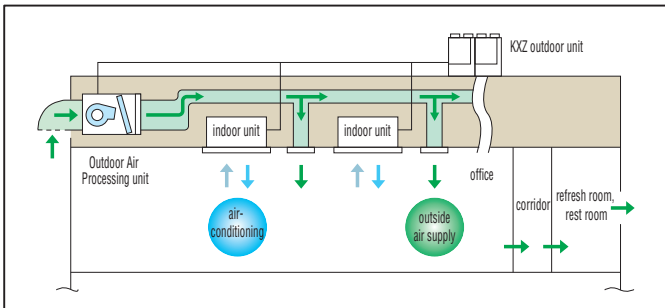 KXZ outdoor unit
indoor unit
indoor unit
Outdoor Air
Processing unit
office
air-
conditioning
outside
air supply
corridor
refresh room,
rest room